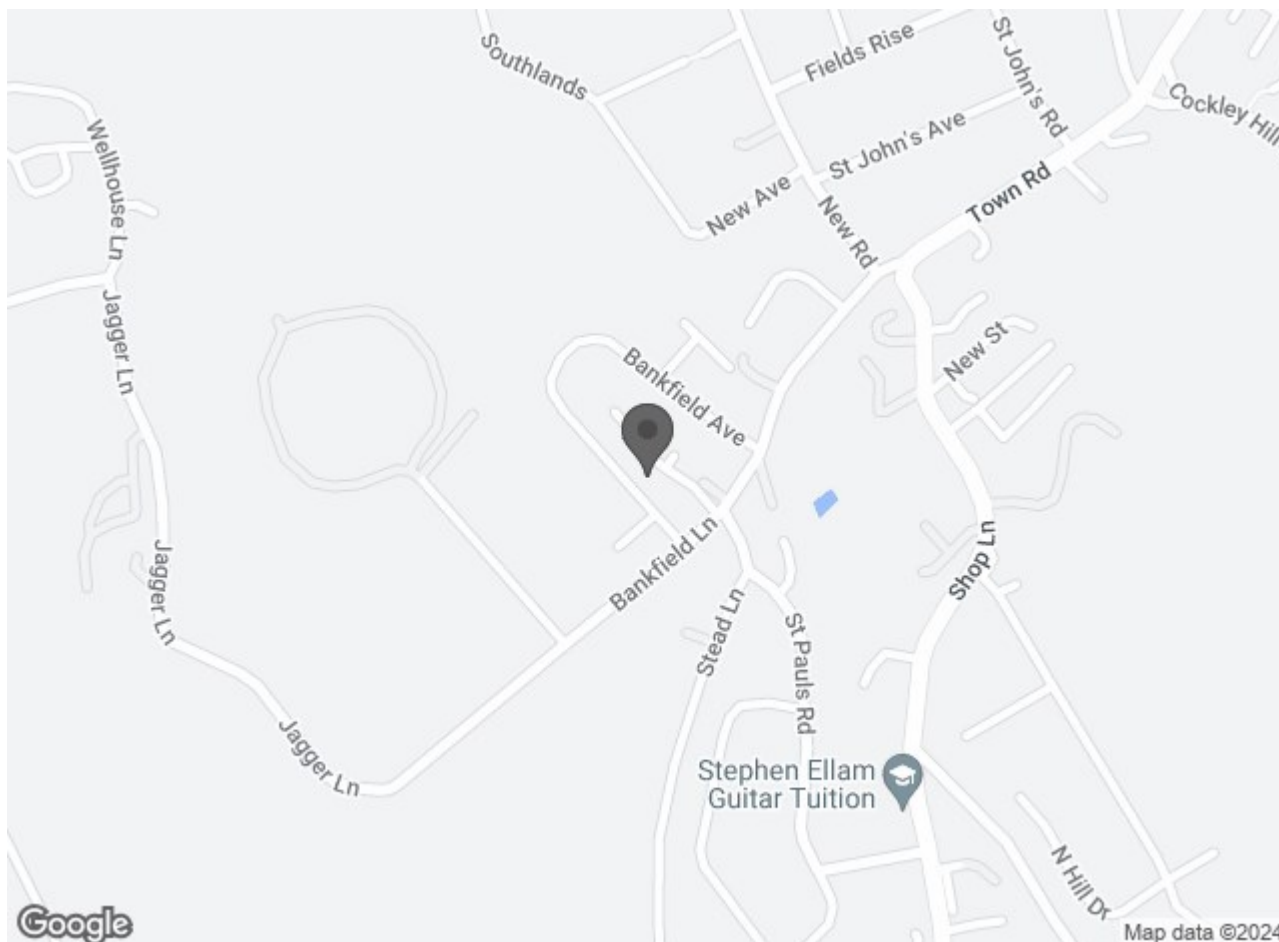 Southlands
Fields Rise
St John's Rd
Cockley Hill
Wellhouse Ln
St John's Ave
New Ave
Town Rd
New Rd
Jagger Ln
New St
Bankfield Ave
Shop Ln
Bankfield Ln
Jagger Ln
Stead Ln
St Pauls Rd
Jagger Ln
Stephen Ellam
Guitar Tuition
N Hill Dr
Google
Map data ©2024